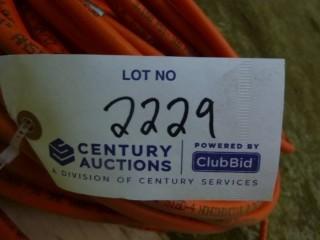 LOT NO
2229
CENTURY AUCTIONS
POWERED BY
ClubBid
A DIVISION OF CENTURY SERVICES